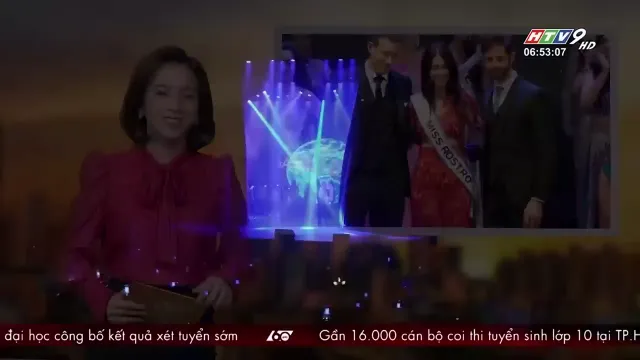 HTV9 HD
06:53:07
MISS ROSTRO
đại học công bố kết quả xét tuyển sớm 60 Gần 16.000 cán bộ coi thi tuyển sinh lớp 10 tại TP.H